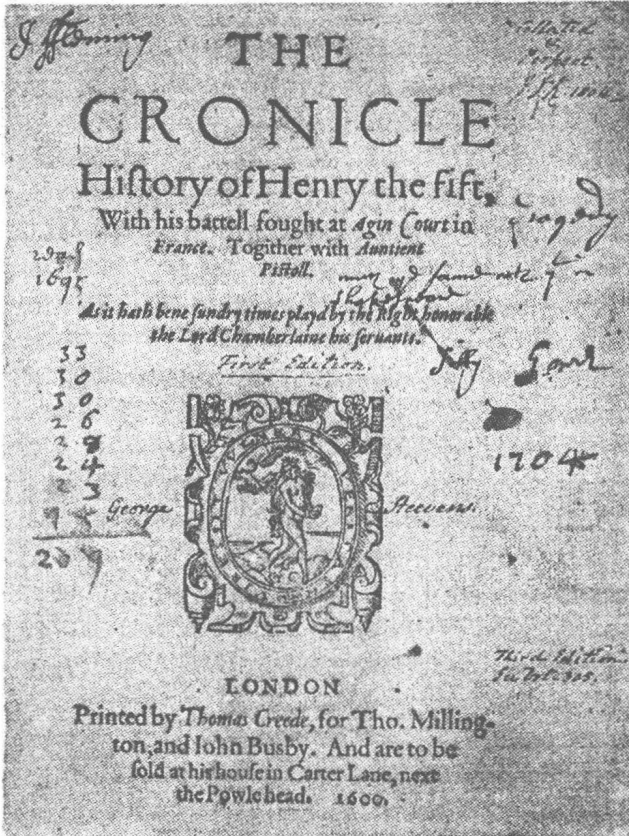 THE
CRONICLE
Hiſtory of Henry the fift,
With his battell fought at Agin Court in
France. Togither with Auntient
Piſtoll.
1695
As it hath bene ſundry times playd by the Right honorable
the Lord Chamberlaine his ſeruants.
First Edition.
33
30
30
26
24
23
1704
George Steevens.
Third Edition
LONDON
Printed by Thomas Creede, for Tho. Milling-
ton, and Iohn Busby. And are to be
ſold at his houſe in Carter Lane, next
the Powle head. 1600.